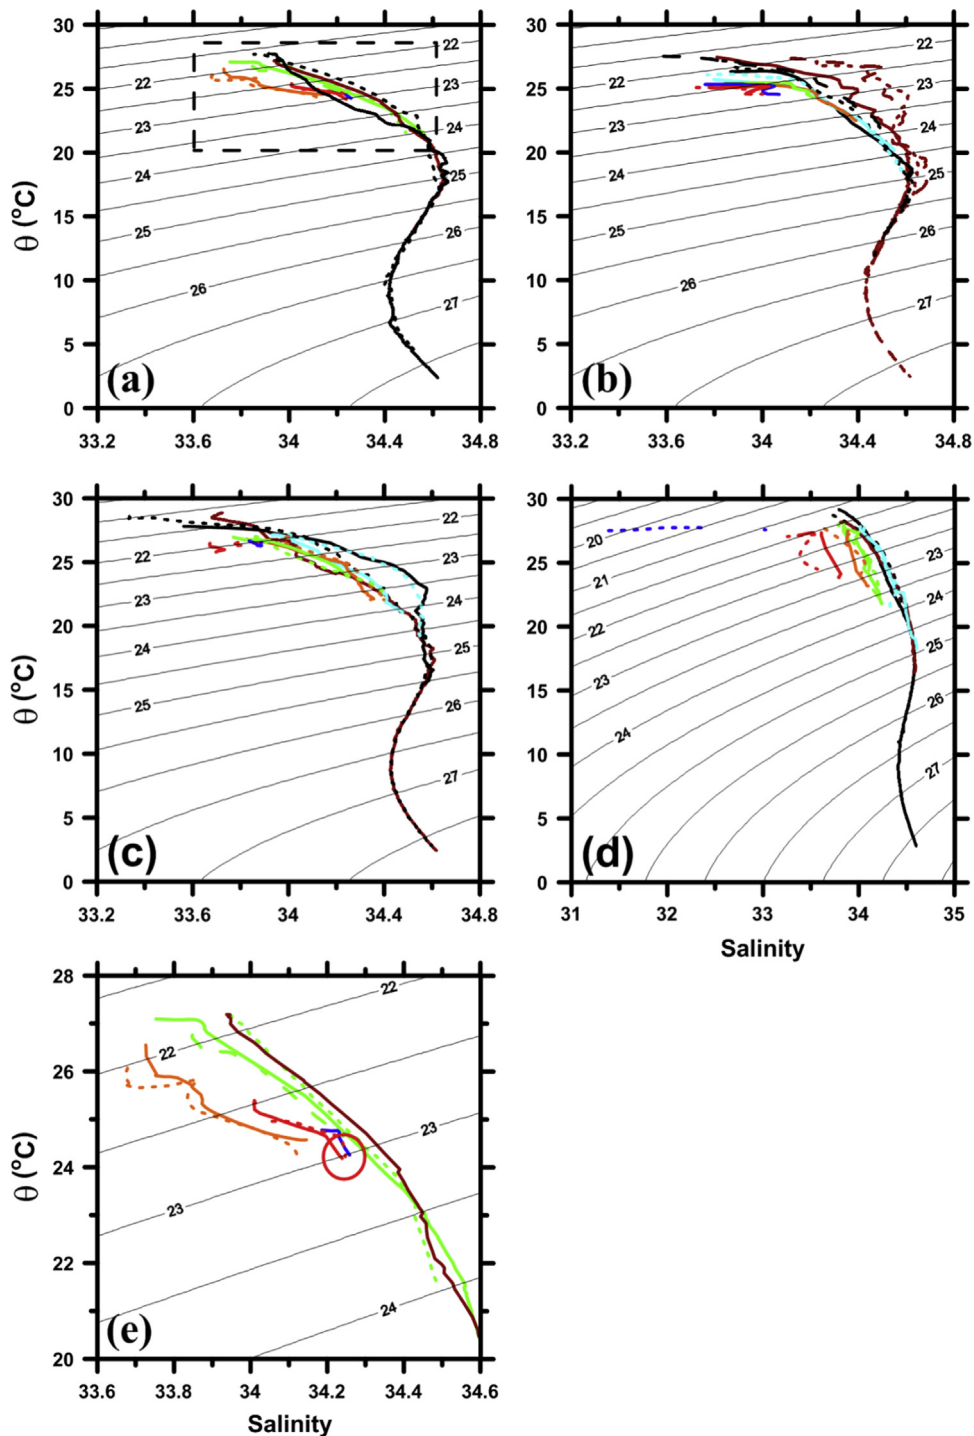 30 25 20 15 10 5 0
θ (°C)
22 22 23 23 24 24 25 25 26 26 27
(a)
33.2 33.6 34 34.4 34.8
30 25 20 15 10 5 0
22 22 23 23 24 24 25 25 26 26 27
(b)
33.2 33.6 34 34.4 34.8
30 25 20 15 10 5 0
θ (°C)
22 22 23 23 24 24 25 25 26 27
(c)
33.2 33.6 34 34.4 34.8
30 25 20 15 10 5 0
20 21 22 23 23 24 24 25 26 27
(d)
31 32 33 34 35
Salinity
28 26 24 22 20
θ (°C)
22 22 23 23 24
(e)
33.6 33.8 34 34.2 34.4 34.6
Salinity